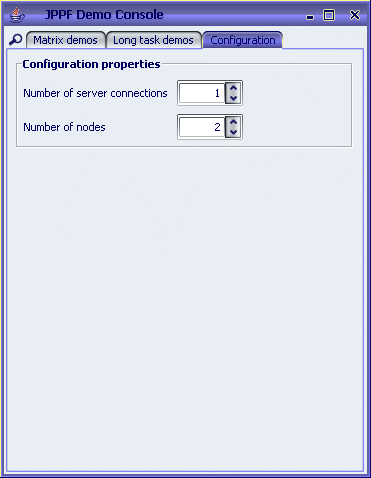 JPPF Demo Console
Matrix demos Long task demos Configuration
Configuration properties
Number of server connections 1
Number of nodes 2